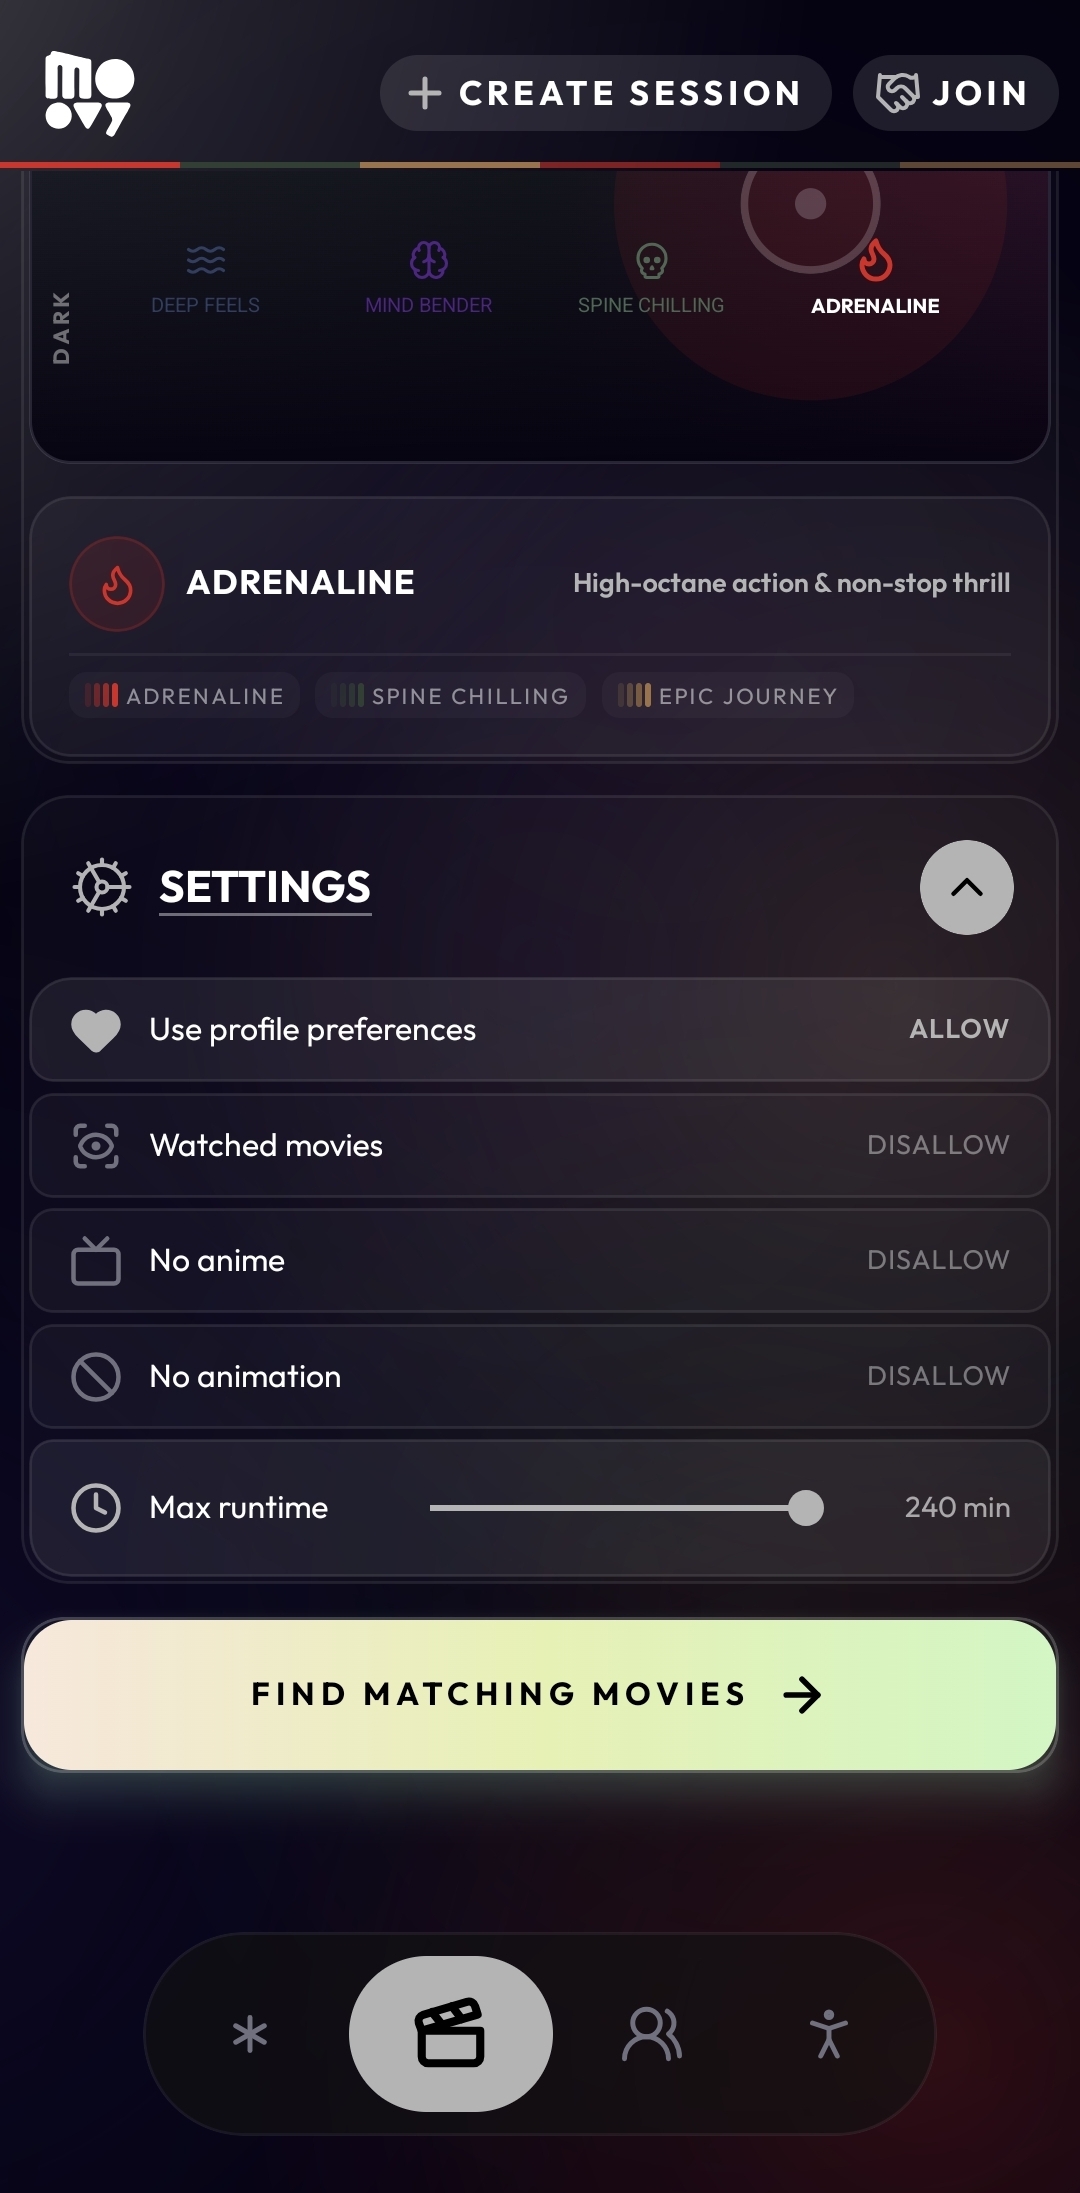 moovy
CREATE SESSION
JOIN
DARK
DEEP FEELS
MIND BENDER
SPINE CHILLING
ADRENALINE
ADRENALINE
High-octane action & non-stop thrill
ADRENALINE
SPINE CHILLING
EPIC JOURNEY
SETTINGS
Use profile preferences
ALLOW
Watched movies
DISALLOW
No anime
DISALLOW
No animation
DISALLOW
Max runtime
240 min
FIND MATCHING MOVIES